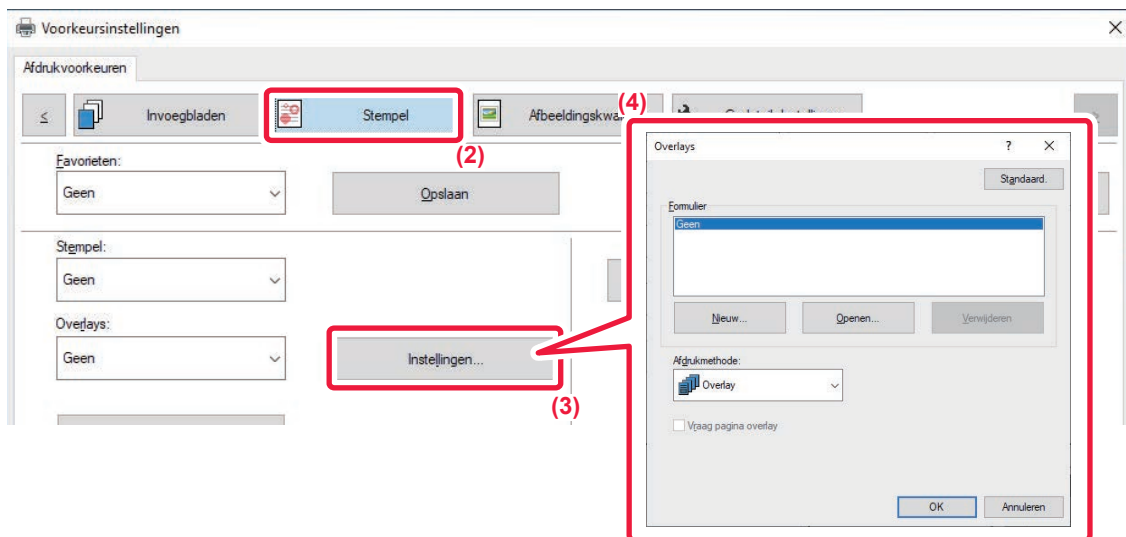 Voorkeursinstellingen
Afdrukvoorkeuren
Invoegbladen
Stempel
(2)
(4)
Favorieten:
Geen
Opslaan
Stempel:
Geen
Overlays:
Geen
Instellingen...
(3)
Overlays
?
Standaard.
Formulier
Geen
Nieuw...
Openen...
Verwijderen
Afdrukmethode:
Overlay
Vraag pagina overlay
OK
Annuleren